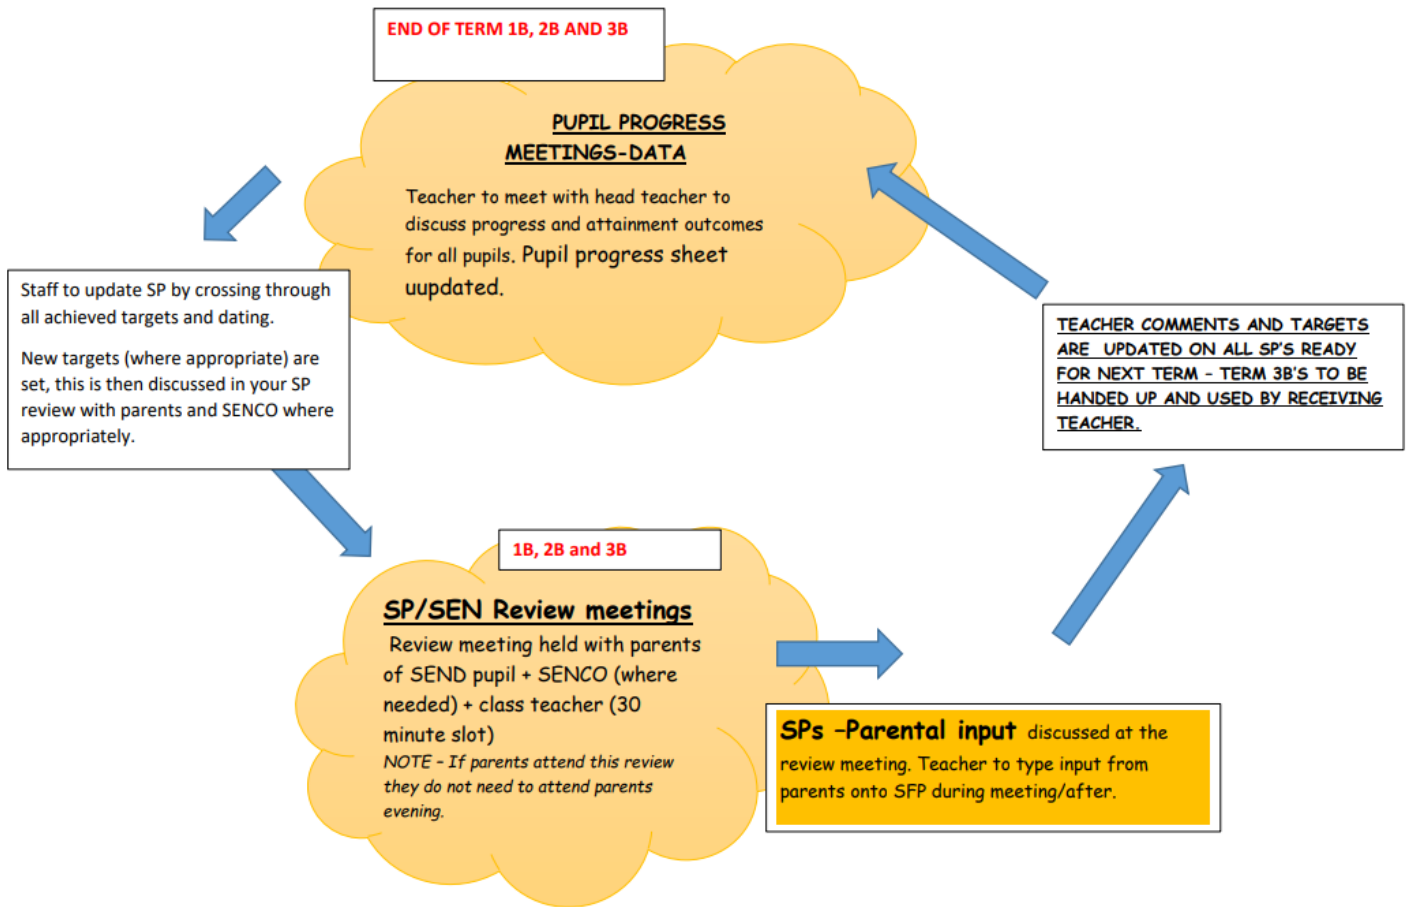 END OF TERM 1B, 2B AND 3B
PUPIL PROGRESS
MEETINGS-DATA
Teacher to meet with head teacher to
discuss progress and attainment outcomes
for all pupils. Pupil progress sheet
uupdated.
Staff to update SP by crossing through
all achieved targets and dating.
New targets (where appropriate) are
set, this is then discussed in your SP
review with parents and SENCO where
appropriately.
1B, 2B and 3B
SP/SEN Review meetings
Review meeting held with parents
of SEND pupil + SENCO (where
needed) + class teacher (30
minute slot)
NOTE – If parents attend this review
they do not need to attend parents
evening.
SPs –Parental input discussed at the
review meeting. Teacher to type input from
parents onto SFP during meeting/after.
TEACHER COMMENTS AND TARGETS
ARE UPDATED ON ALL SP'S READY
FOR NEXT TERM – TERM 3B'S TO BE
HANDED UP AND USED BY RECEIVING
TEACHER.